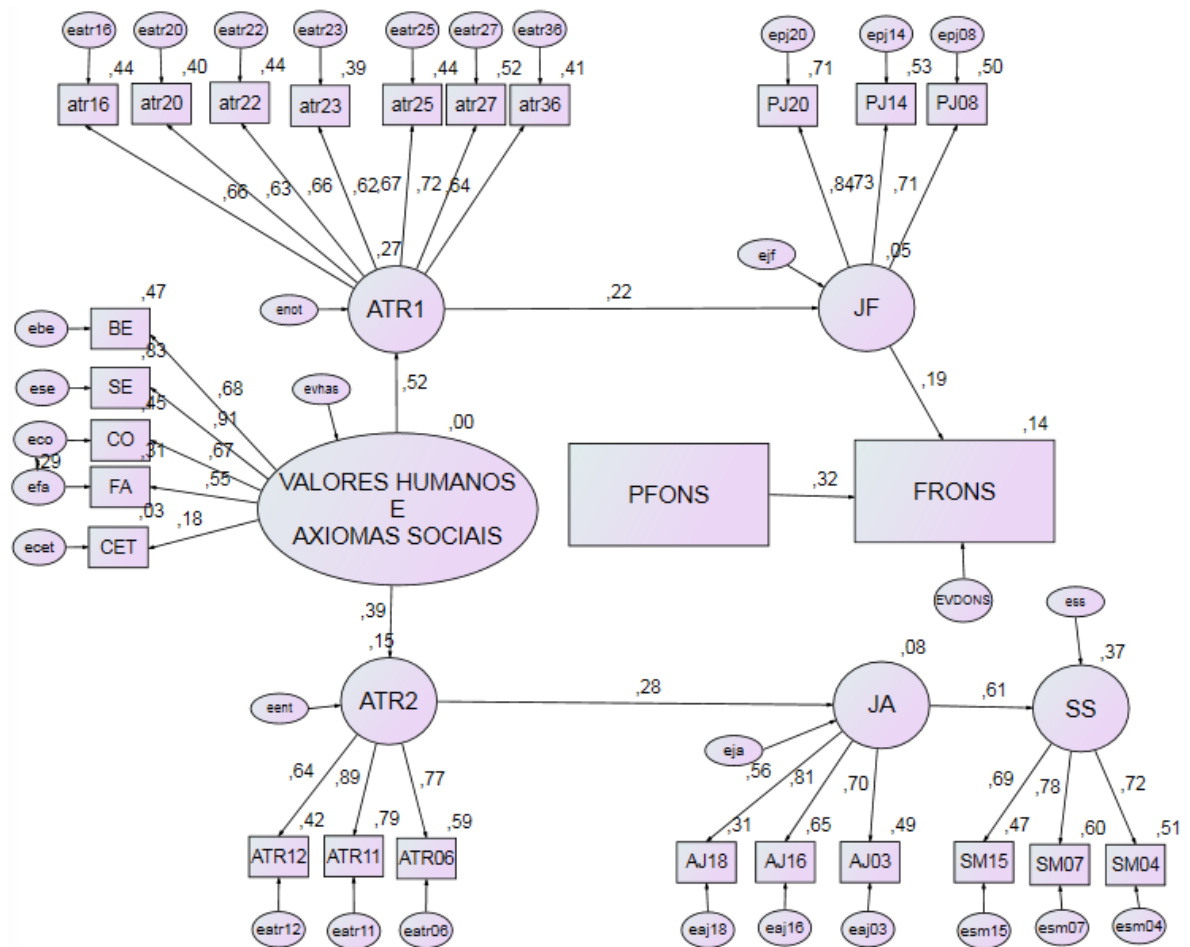 eatr16 eatr20 eatr22 eatr23 eatr25 eatr27 eatr36 epj20 epj14 epj08
,44 ,40 ,44 ,39 ,44 ,52 ,41 ,71 ,53 ,50
atr16 atr20 atr22 atr23 atr25 atr27 atr36 PJ20 PJ14 PJ08
,66 ,63 ,66 ,62 ,67 ,72 ,64 ,84 ,73 ,71
,27 ejf ,05
enot ATR1 ,22 JF
,47
ebe BE
,83 ,52 ,19
ese SE ,68 evhas
,45 ,91 ,00 ,14
eco CO ,67
,29 ,31
efa FA ,55
,03 ,18
ecet CET
VALORES HUMANOS
E
AXIOMAS SOCIAIS
PFONS ,32 FRONS
EVDONS ess
,39
,15 ,08 ,37
eent ATR2 ,28 JA ,61 SS
eja
,64 ,89 ,77 ,56 ,81 ,70 ,69 ,78 ,72
,42 ,79 ,59 ,31 ,65 ,49 ,47 ,60 ,51
ATR12 ATR11 ATR06 AJ18 AJ16 AJ03 SM15 SM07 SM04
eatr12 eatr11 eatr06 eaj18 eaj16 eaj03 esm15 esm07 esm04